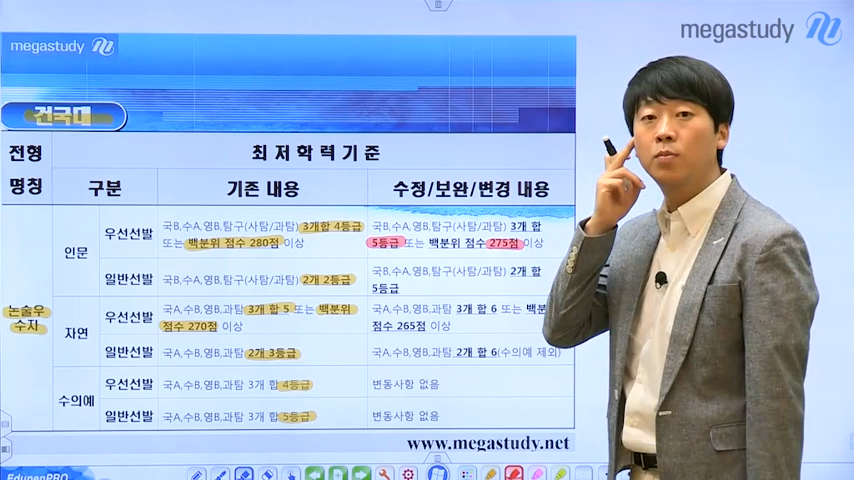 megastudy
megastudy
건국대
전형 명칭
최저학력기준
구분
기존 내용
수정/보완/변경 내용
논술우수자
인문
우선선발
국B,수A,영B,탐구(사탐/과탐) 3개합 4등급
또는 백분위 점수 280점 이상
국B,수A,영B,탐구(사탐/과탐) 3개 합
5등급 또는 백분위 점수 275점 이상
일반선발
국B,수A,영B,탐구(사탐/과탐) 2개 2등급
국B,수A,영B,탐구(사탐/과탐) 2개 합
5등급
자연
우선선발
국A,수B,영B,과탐 3개 합 5 또는 백분위
점수 270점 이상
국A,수B,영B,과탐 3개 합 6 또는 백분
점수 265점 이상
일반선발
국A,수B,영B,과탐 2개 3등급
국A,수B,영B,과탐 2개 합 6(수의예 제외)
수의예
우선선발
국A,수B,영B,과탐 3개 합 4등급
변동사항 없음
일반선발
국A,수B,영B,과탐 3개 합 5등급
변동사항 없음
www.megastudy.net
EdupenPRO